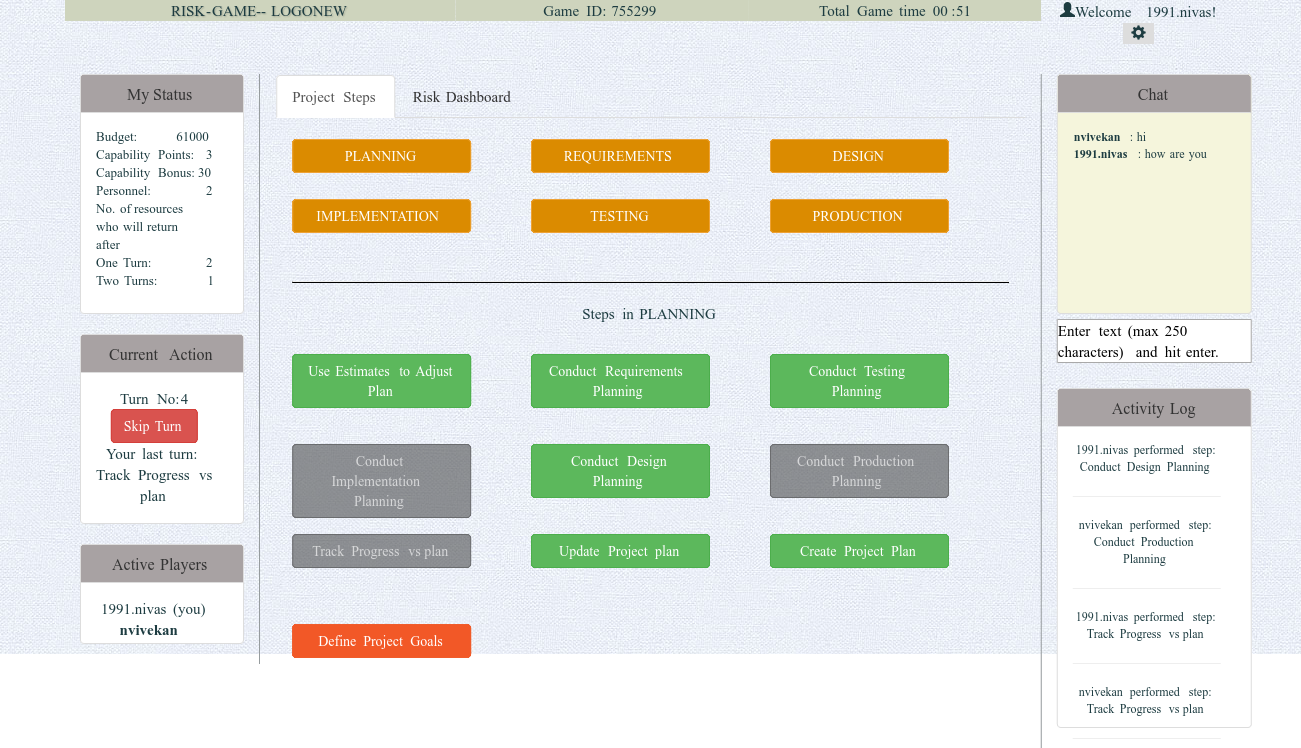 RISK-GAME-- LOGONEW Game ID: 755299 Total Game time 00 :51
Welcome 1991.nivas!
My Status
Budget: 61000
Capability Points: 3
Capability Bonus: 30
Personnel: 2
No. of resources
who will return
after
One Turn: 2
Two Turns: 1
Current Action
Turn No:4
Skip Turn
Your last turn:
Track Progress vs
plan
Active Players
1991.nivas (you)
nvivekan
Project Steps Risk Dashboard
PLANNING REQUIREMENTS DESIGN
IMPLEMENTATION TESTING PRODUCTION
Steps in PLANNING
Use Estimates to Adjust
Plan
Conduct Requirements
Planning
Conduct Testing
Planning
Conduct
Implementation
Planning
Conduct Design
Planning
Conduct Production
Planning
Track Progress vs plan
Update Project plan
Create Project Plan
Define Project Goals
Chat
nvivekan : hi
1991.nivas : how are you
Enter text (max 250
characters) and hit enter.
Activity Log
1991.nivas performed step:
Conduct Design Planning
nvivekan performed step:
Conduct Production
Planning
1991.nivas performed step:
Track Progress vs plan
nvivekan performed step:
Track Progress vs plan